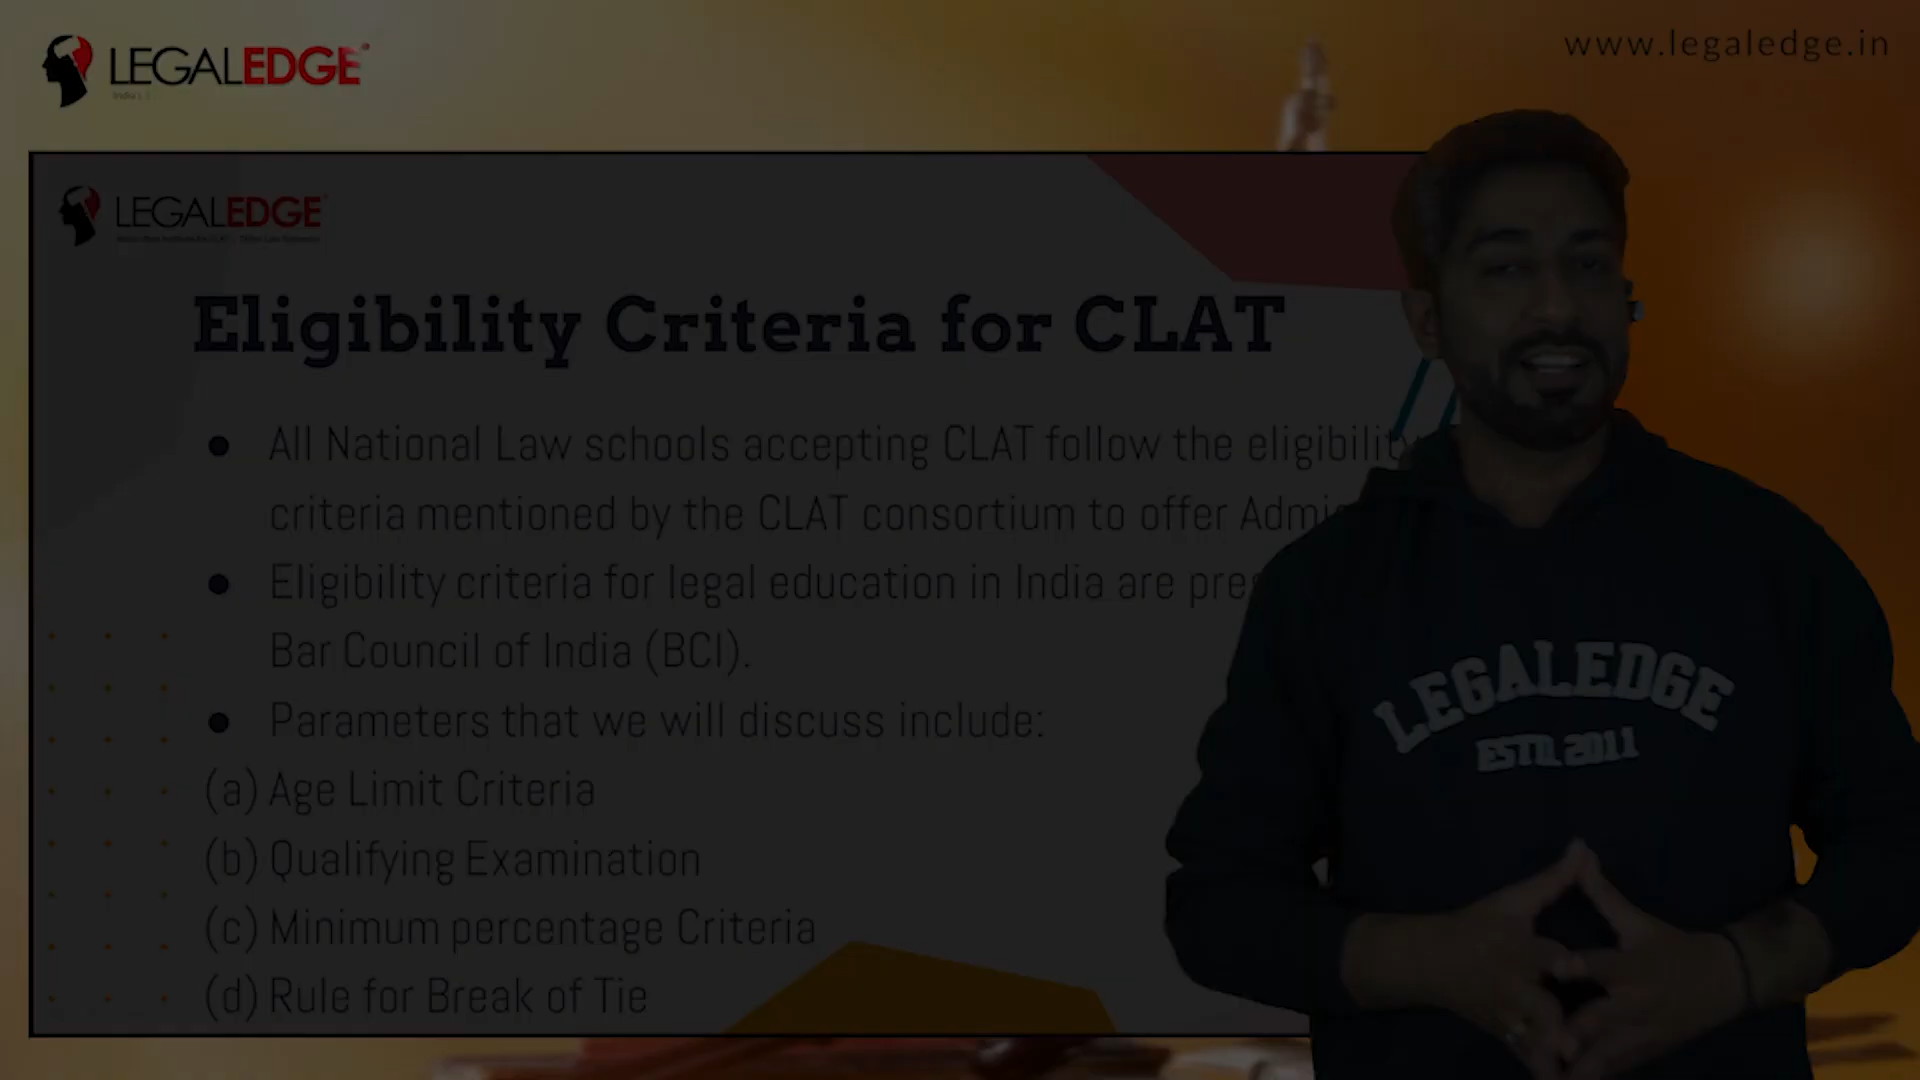 LEGALEDGE
www.legaledge.in
LEGALEDGE
Eligibility Criteria for CLAT
● All National Law schools accepting CLAT follow the eligibility
criteria mentioned by the CLAT consortium to offer
● Eligibility criteria for legal education in India are
Bar Council of India (BCI).
● Parameters that we will discuss include:
(a) Age Limit Criteria
(b) Qualifying Examination
(c) Minimum percentage Criteria
(d) Rule for Break of Tie
LEGALEDGE
ESTD. 2011